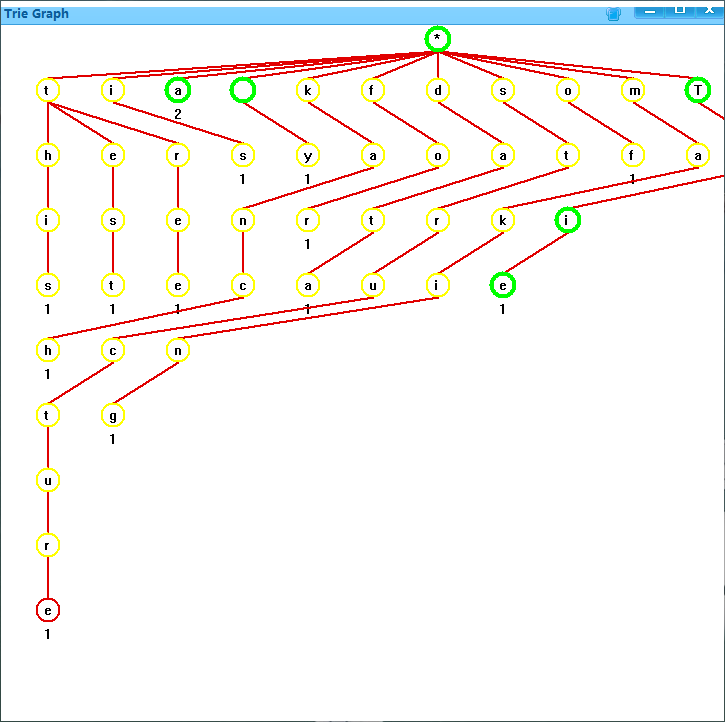 Trie Graph
*
t i a k f d s o m T
2
h e r s y a o a t f a
1 1 1
i s e n r t r k i
1
s t e c a u i e
1 1 1 1 1
h c n
1
t g
1
u
r
e
1